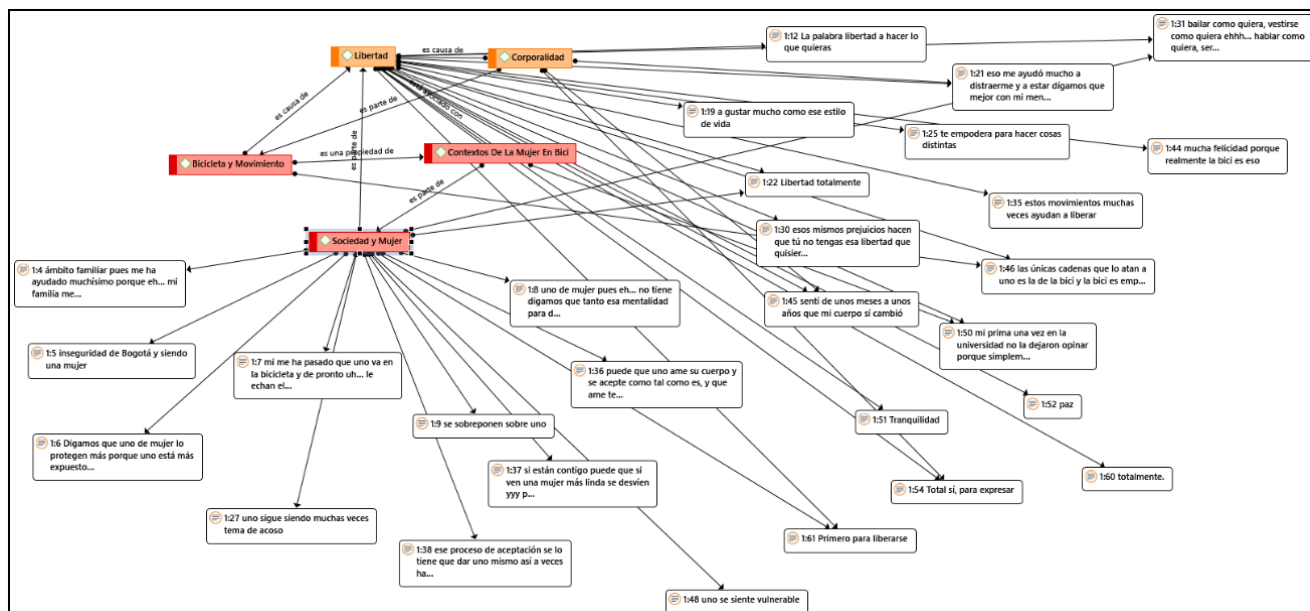 1:31 bailar como quiera, vestirse
como quiera ehhh... hablar como
quiera, ser...
1:12 La palabra libertad a hacer lo
que quieras
Libertad
es causa de
Corporalidad
1:21 eso me ayudó mucho a
distraerme y a estar digamos que
mejor con mi men...
1:19 a gustar mucho como ese estilo
de vida
1:25 te empodera para hacer cosas
distintas
1:44 mucha felicidad porque
realmente la bici es eso
es causa de
es parte de
está asociado con
es parte de
Bicicleta y Movimiento
es una propiedad de
Contextos De La Mujer En Bici
es parte de
1:22 Libertad totalmente
1:35 estos movimientos muchas
veces ayudan a liberar
1:30 esos mismos prejuicios hacen
que tú no tengas esa libertad que
quisier...
Sociedad y Mujer
1:4 ámbito familiar pues me ha
ayudado muchísimo porque eh... mi
familia me...
1:46 las únicas cadenas que lo atan a
uno es la de la bici y la bici es emp...
1:8 uno de mujer pues eh... no tiene
digamos que tanto esa mentalidad
para d...
1:45 sentí de unos meses a unos
años que mi cuerpo sí cambió
1:50 mi prima una vez en la
universidad no la dejaron opinar
porque simplem...
1:5 inseguridad de Bogotá y siendo
una mujer
1:7 mi me ha pasado que uno va en
la bicicleta y de pronto uh... le
echan el...
1:36 puede que uno ame su cuerpo y
se acepte como tal como es, y que
ame te...
1:52 paz
1:51 Tranquilidad
1:9 se sobreponen sobre uno
1:6 Digamos que uno de mujer lo
protegen más porque uno está más
expuesto...
1:37 si están contigo puede que sí
ven una mujer más linda se desvíen
yyy p...
1:60 totalmente.
1:54 Total sí, para expresar
1:27 uno sigue siendo muchas veces
tema de acoso
1:61 Primero para liberarse
1:38 ese proceso de aceptación se lo
tiene que dar uno mismo así a veces
ha...
1:48 uno se siente vulnerable